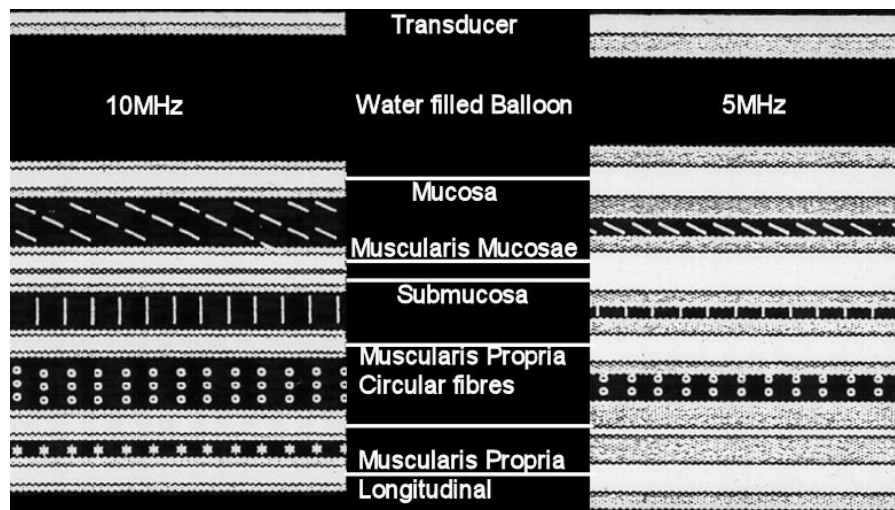 Transducer
10MHz
Water filled Balloon
5MHz
Mucosa
Muscularis Mucosae
Submucosa
Muscularis Propria
Circular fibres
Muscularis Propria
Longitudinal